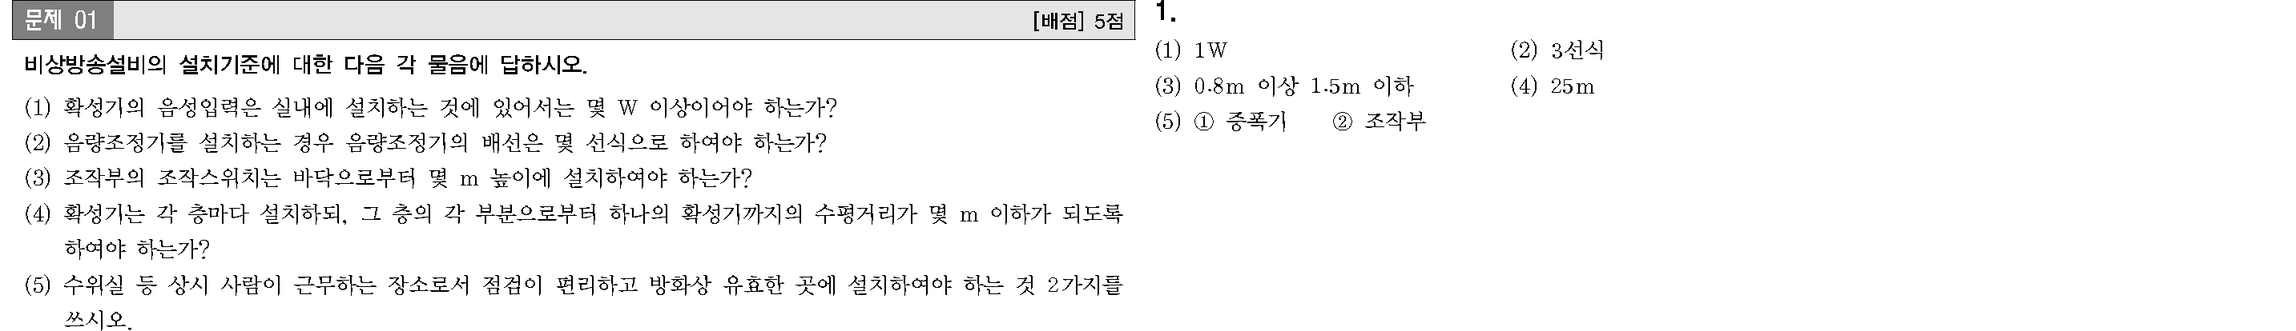 문제 01
[배점] 5점
비상방송설비의 설치기준에 대한 다음 각 물음에 답하시오.
(1) 확성기의 음성입력은 실내에 설치하는 것에 있어서는 몇 W 이상이어야 하는가?
(2) 음량조정기를 설치하는 경우 음량조정기의 배선은 몇 선식으로 하여야 하는가?
(3) 조작부의 조작스위치는 바닥으로부터 몇 m 높이에 설치하여야 하는가?
(4) 확성기는 각 층마다 설치하되, 그 층의 각 부분으로부터 하나의 확성기까지의 수평거리가 몇 m 이하가 되도록
하여야 하는가?
(5) 수위실 등 상시 사람이 근무하는 장소로서 점검이 편리하고 방화상 유효한 곳에 설치하여야 하는 것 2가지를
쓰시오.
1.
(1) 1W (2) 3선식
(3) 0.8m 이상 1.5m 이하 (4) 25m
(5) ① 증폭기 ② 조작부